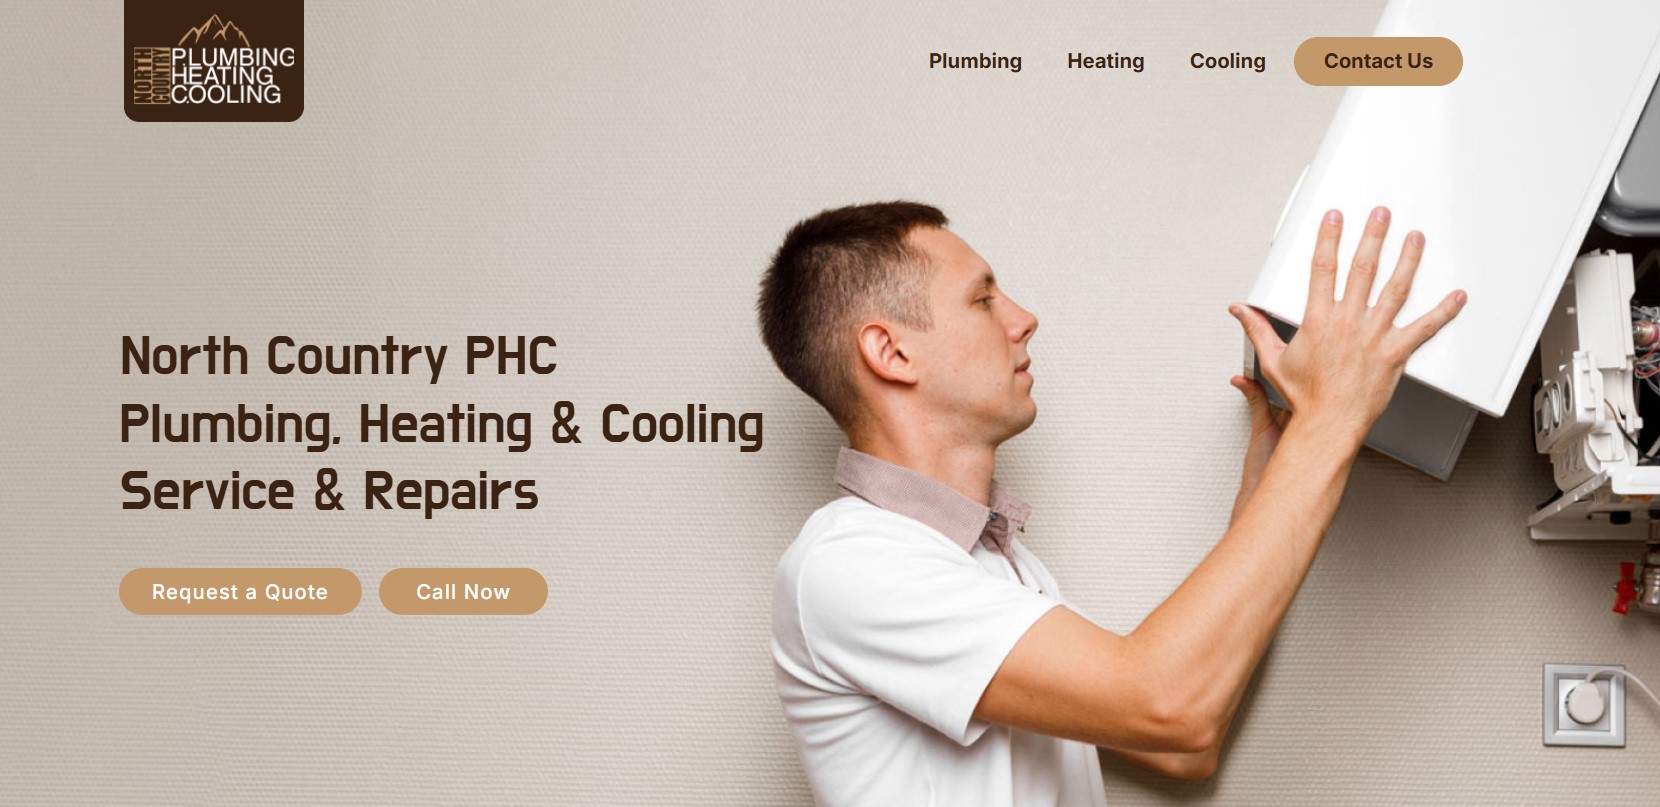 NORTH
COUNTRY
PLUMBING
HEATING
COOLING
Plumbing Heating Cooling Contact Us
North Country PHC
Plumbing, Heating & Cooling
Service & Repairs
Request a Quote Call Now